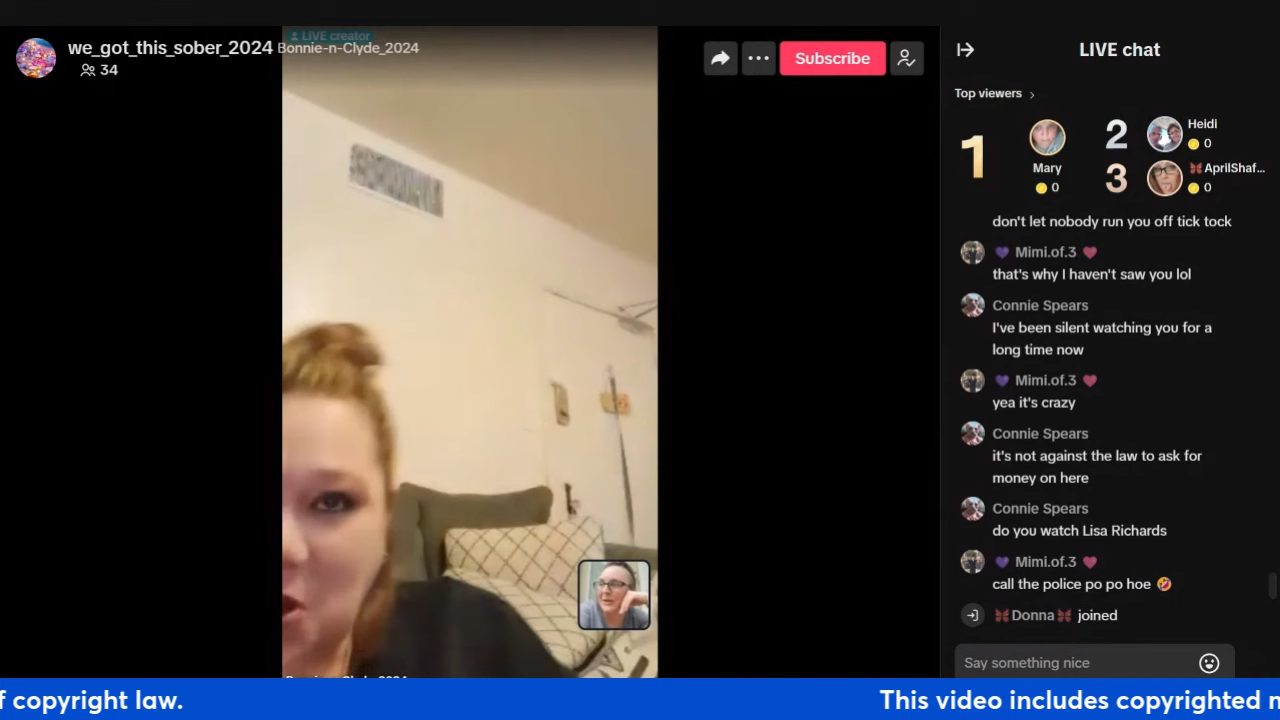 LIVE creator
we_got_this_sober_2024 Bonnie-n-Clyde_2024
34
Subscribe
LIVE chat
Top viewers
1
Mary
0
2
Heidi
0
3
AprilShaf...
0
don't let nobody run you off tick tock
Mimi.of.3
that's why I haven't saw you lol
Connie Spears
I've been silent watching you for a
long time now
Mimi.of.3
yea it's crazy
Connie Spears
it's not against the law to ask for
money on here
Connie Spears
do you watch Lisa Richards
Mimi.of.3
call the police po po hoe 🤣
Donna joined
Say something nice
f copyright law.
This video includes copyrighted